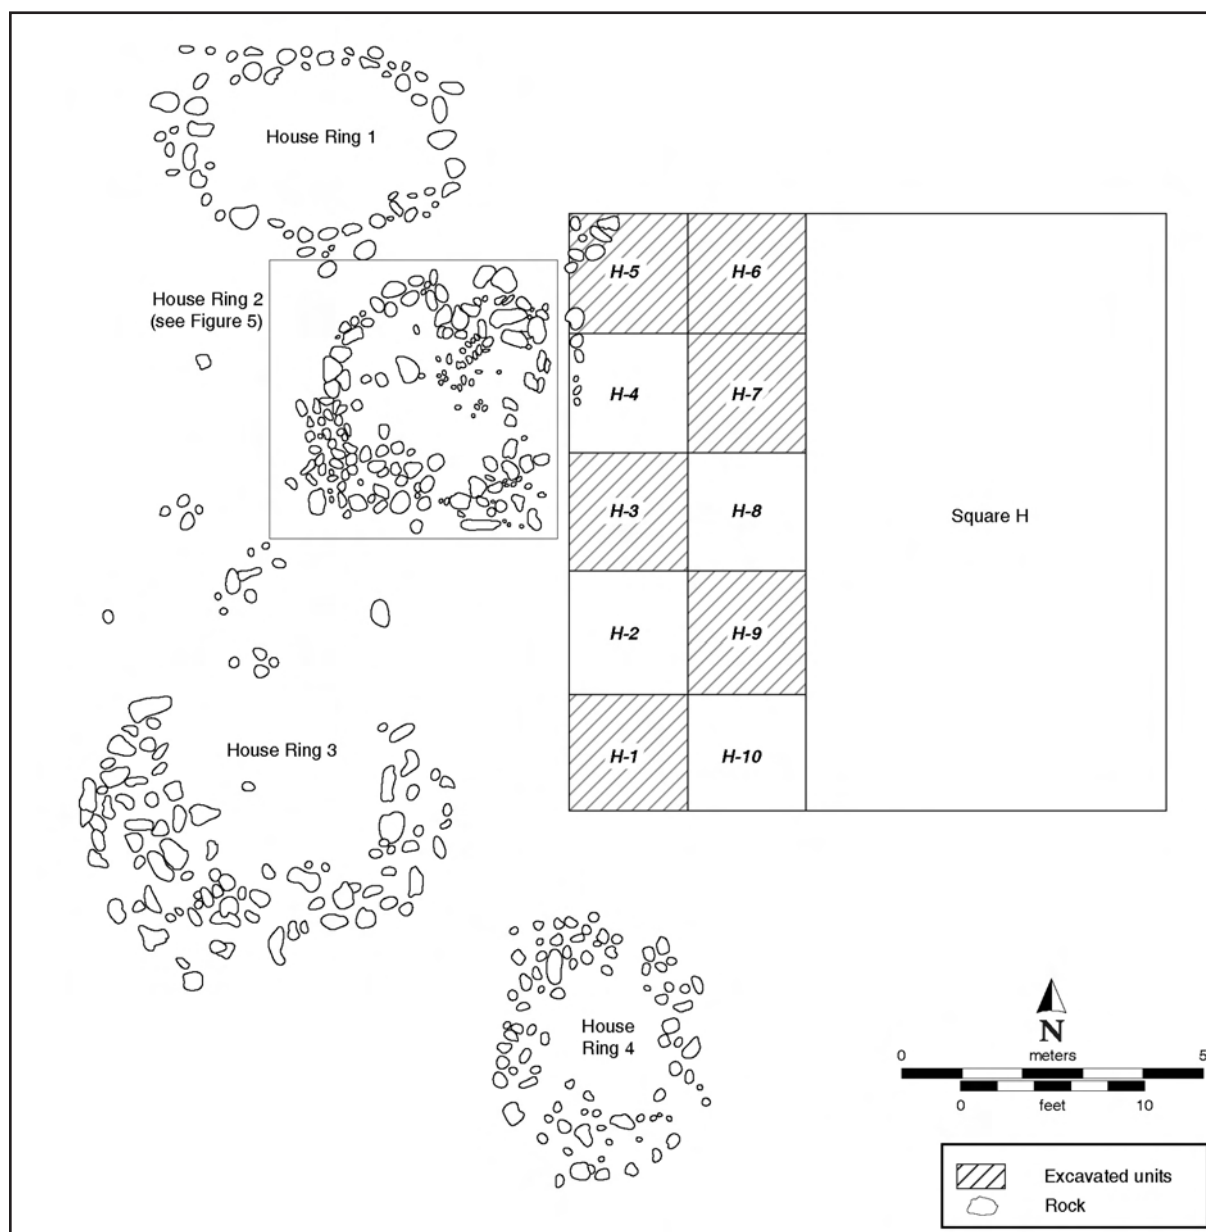 House Ring 1
House Ring 2
(see Figure 5)
H-5
H-6
H-4
H-7
H-3
H-8
Square H
H-2
H-9
House Ring 3
H-1
H-10
House
Ring 4
N
0
meters
5
0
feet
10
Excavated units
Rock